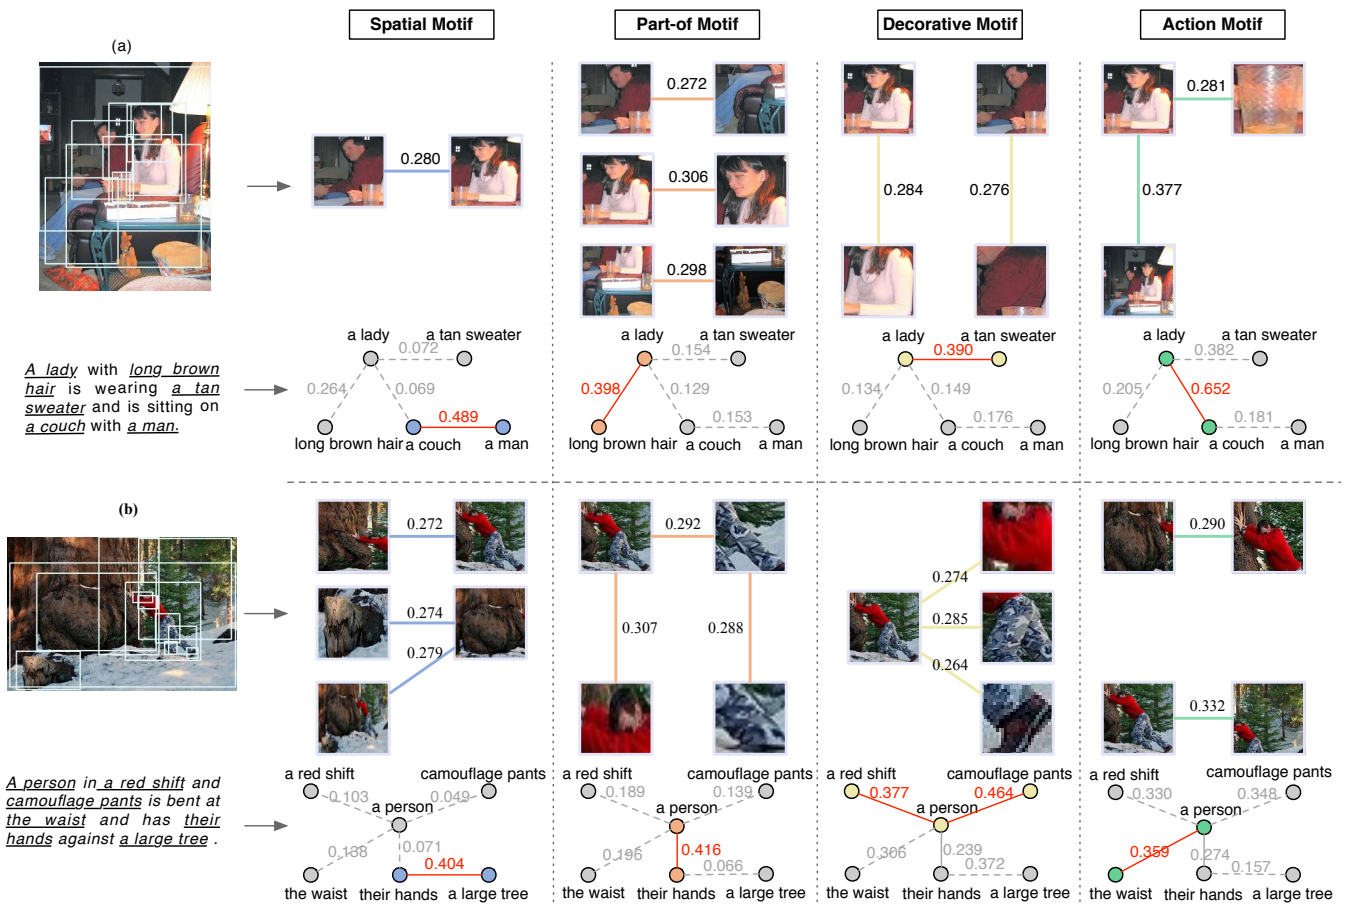 Spatial Motif
Part-of Motif
Decorative Motif
Action Motif
(a)
0.280
0.272
0.306
0.298
0.284
0.276
0.281
0.377
A lady with long brown
hair is wearing a tan
sweater and is sitting on
a couch with a man.
a lady
a tan sweater
0.072
0.264
0.069
0.489
long brown hair
a couch
a man
a lady
a tan sweater
0.154
0.398
0.129
0.153
long brown hair
a couch
a man
a lady
a tan sweater
0.390
0.134
0.149
0.176
long brown hair
a couch
a man
a lady
a tan sweater
0.382
0.205
0.652
0.181
long brown hair
a couch
a man
(b)
0.272
0.274
0.279
0.292
0.307
0.288
0.274
0.285
0.264
0.290
0.332
A person in a red shift and
camouflage pants is bent at
the waist and has their
hands against a large tree .
a red shift
camouflage pants
0.103
0.049
a person
0.138
0.071
0.404
the waist
their hands
a large tree
a red shift
camouflage pants
0.189
0.139
a person
0.196
0.416
0.066
the waist
their hands
a large tree
a red shift
camouflage pants
0.377
0.464
a person
0.306
0.239
0.372
the waist
their hands
a large tree
a red shift
camouflage pants
0.330
0.348
a person
0.359
0.274
0.157
the waist
their hands
a large tree